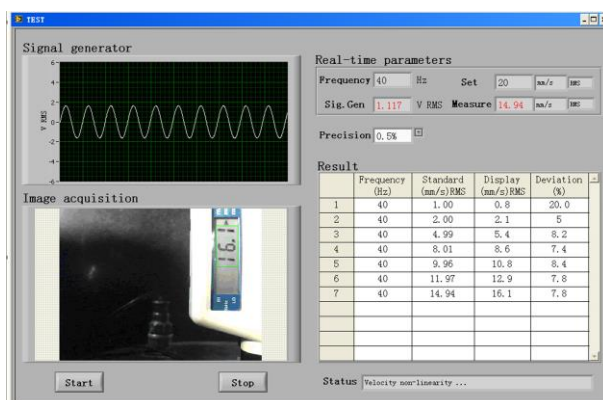 TEST
Signal generator
6
4
2
0
-2
-4
-6
V RMS
Real-time parameters
Frequency 40 Hz Set 20 mm/s RMS
Sig.Gen 1.117 V RMS Measure 14.94 mm/s RMS
Precision 0.5%
Result
Frequency (Hz) Standard (mm/s)RMS Display (mm/s)RMS Deviation (%)
1 40 1.00 0.8 20.0
2 40 2.00 2.1 5
3 40 4.99 5.4 8.2
4 40 8.01 8.6 7.4
5 40 9.96 10.8 8.4
6 40 11.97 12.9 7.8
7 40 14.94 16.1 7.8
Image acquisition
16.1
Start
Stop
Status Velocity non-linearity ...